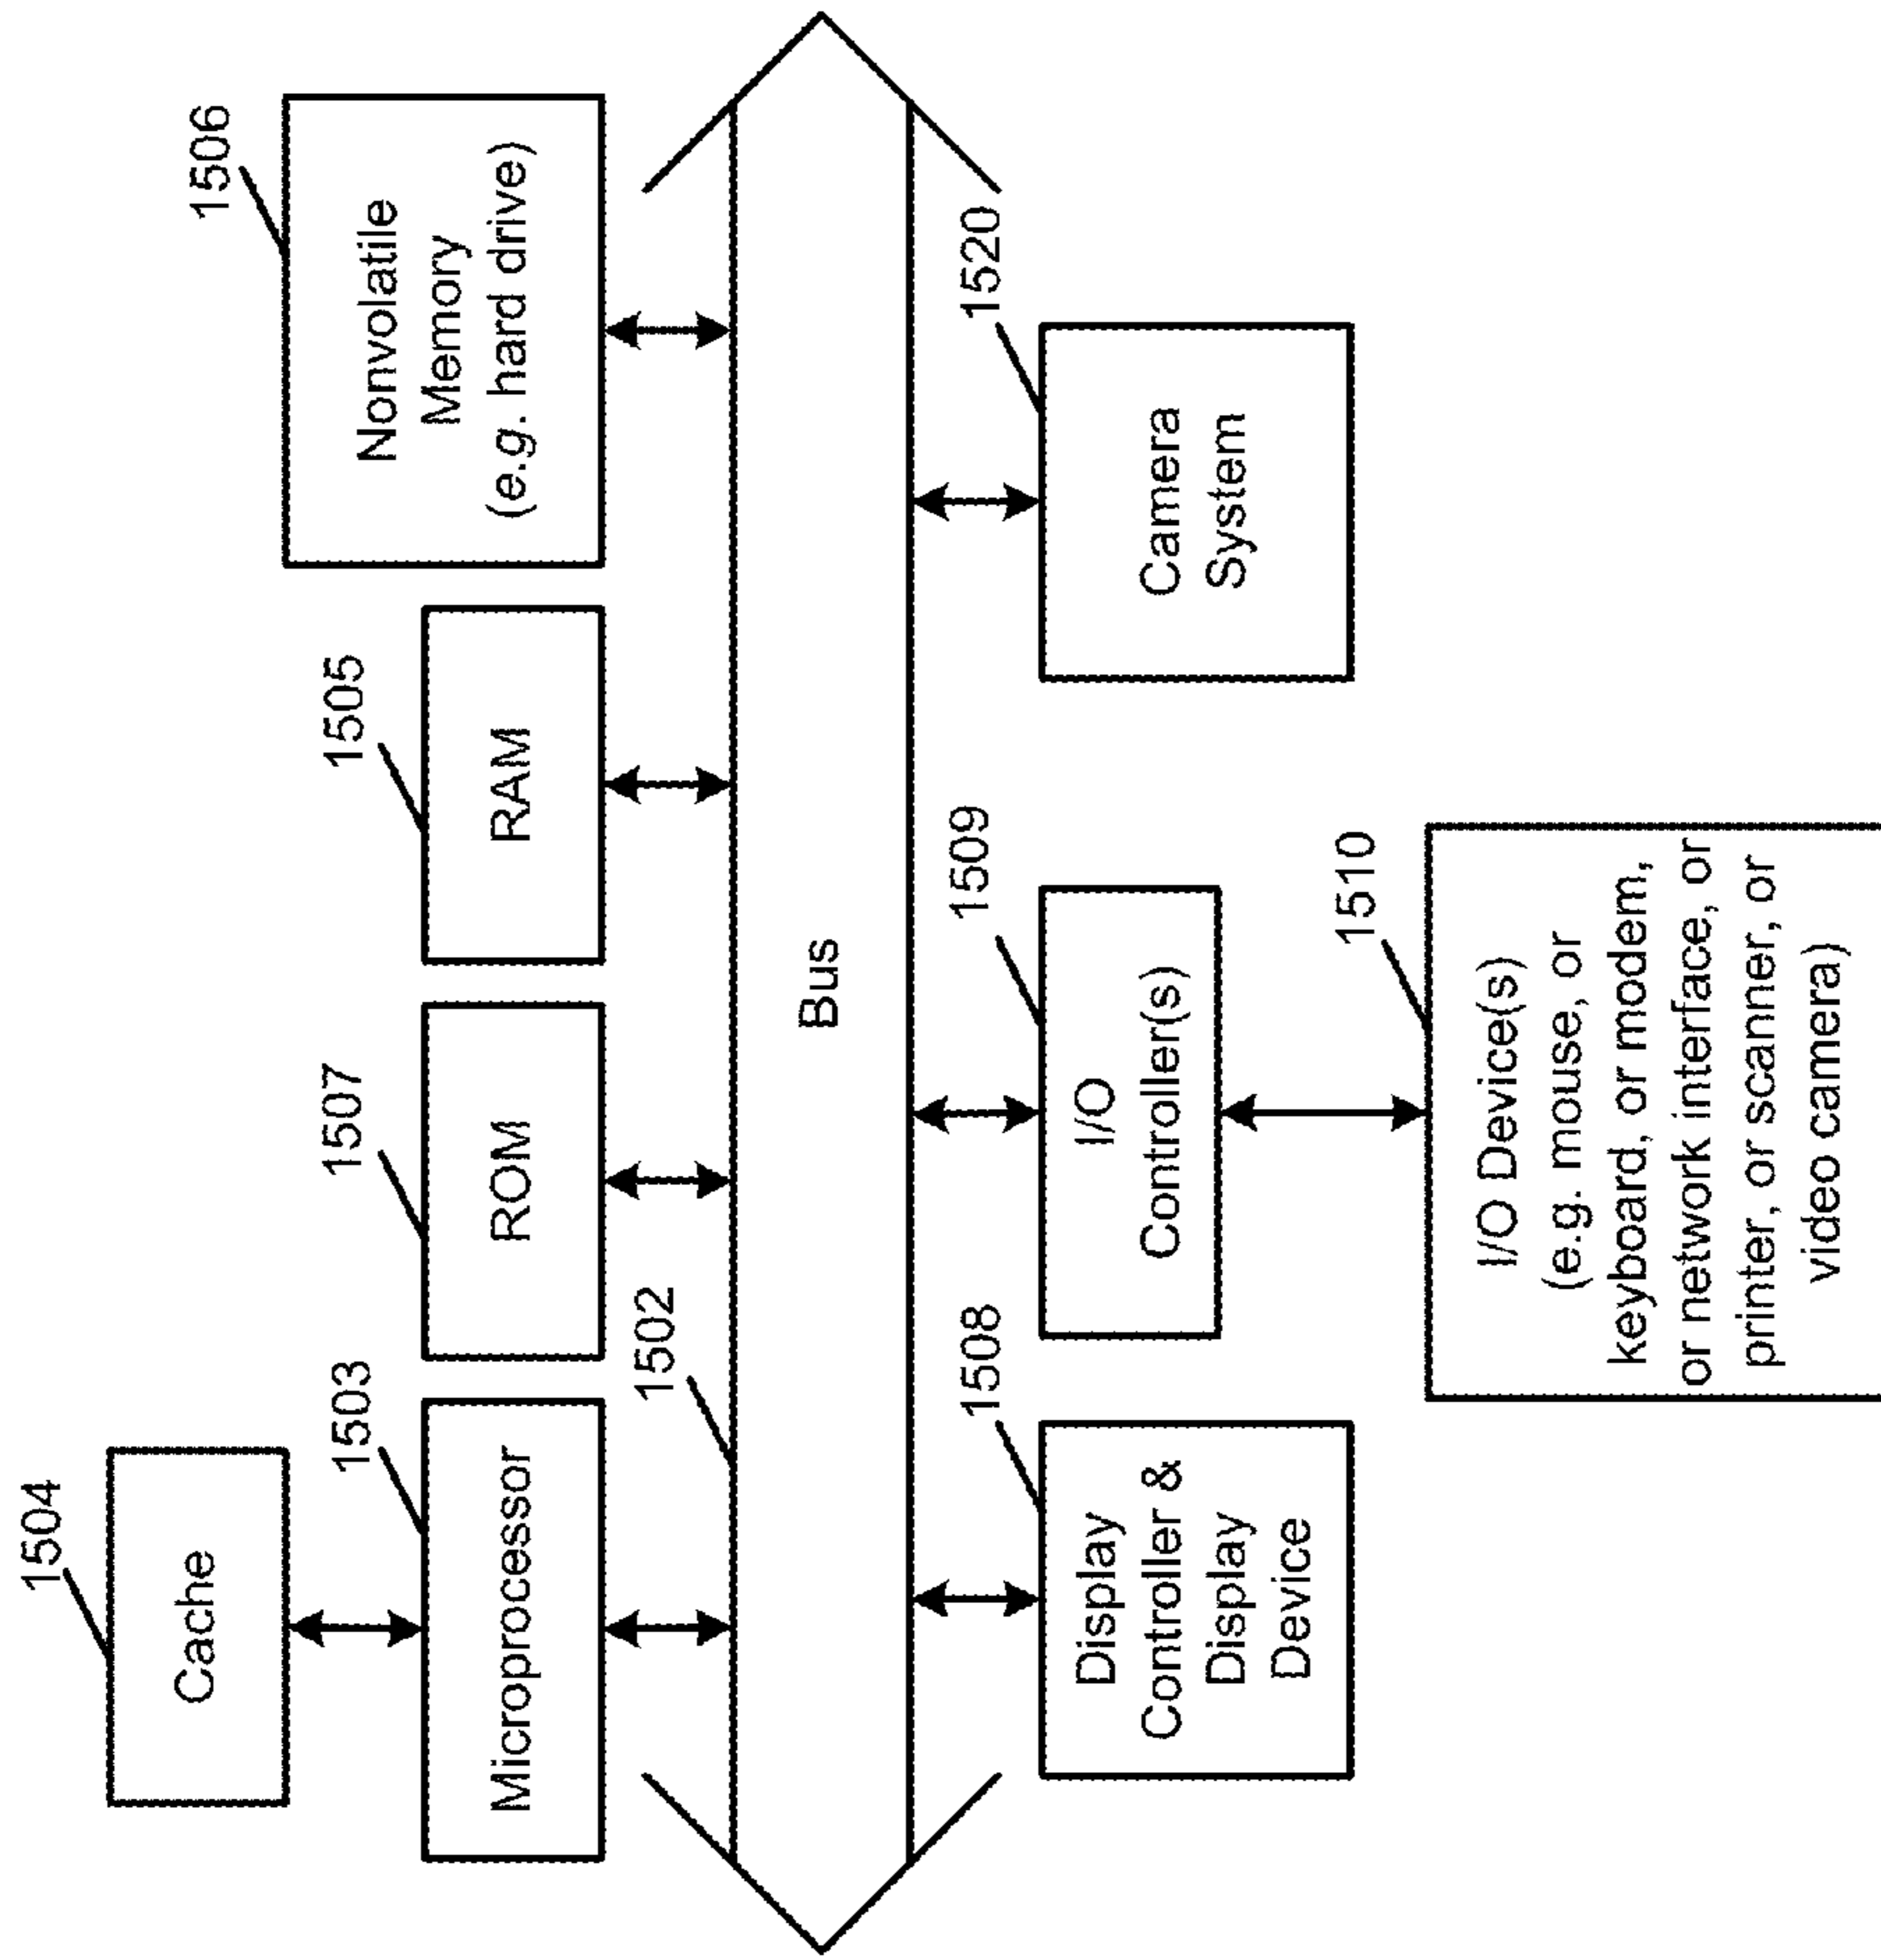 1504
Cache
1503
Microprocessor
1507
ROM
1505
RAM
1506
Nonvolatile
Memory
(e.g. hard drive)
1502
Bus
1508
Display
Controller &
Display
Device
1509
I/O
Controller(s)
1520
Camera
System
1510
I/O Device(s)
(e.g. mouse, or
keyboard, or modem,
or network interface, or
printer, or scanner, or
video camera)